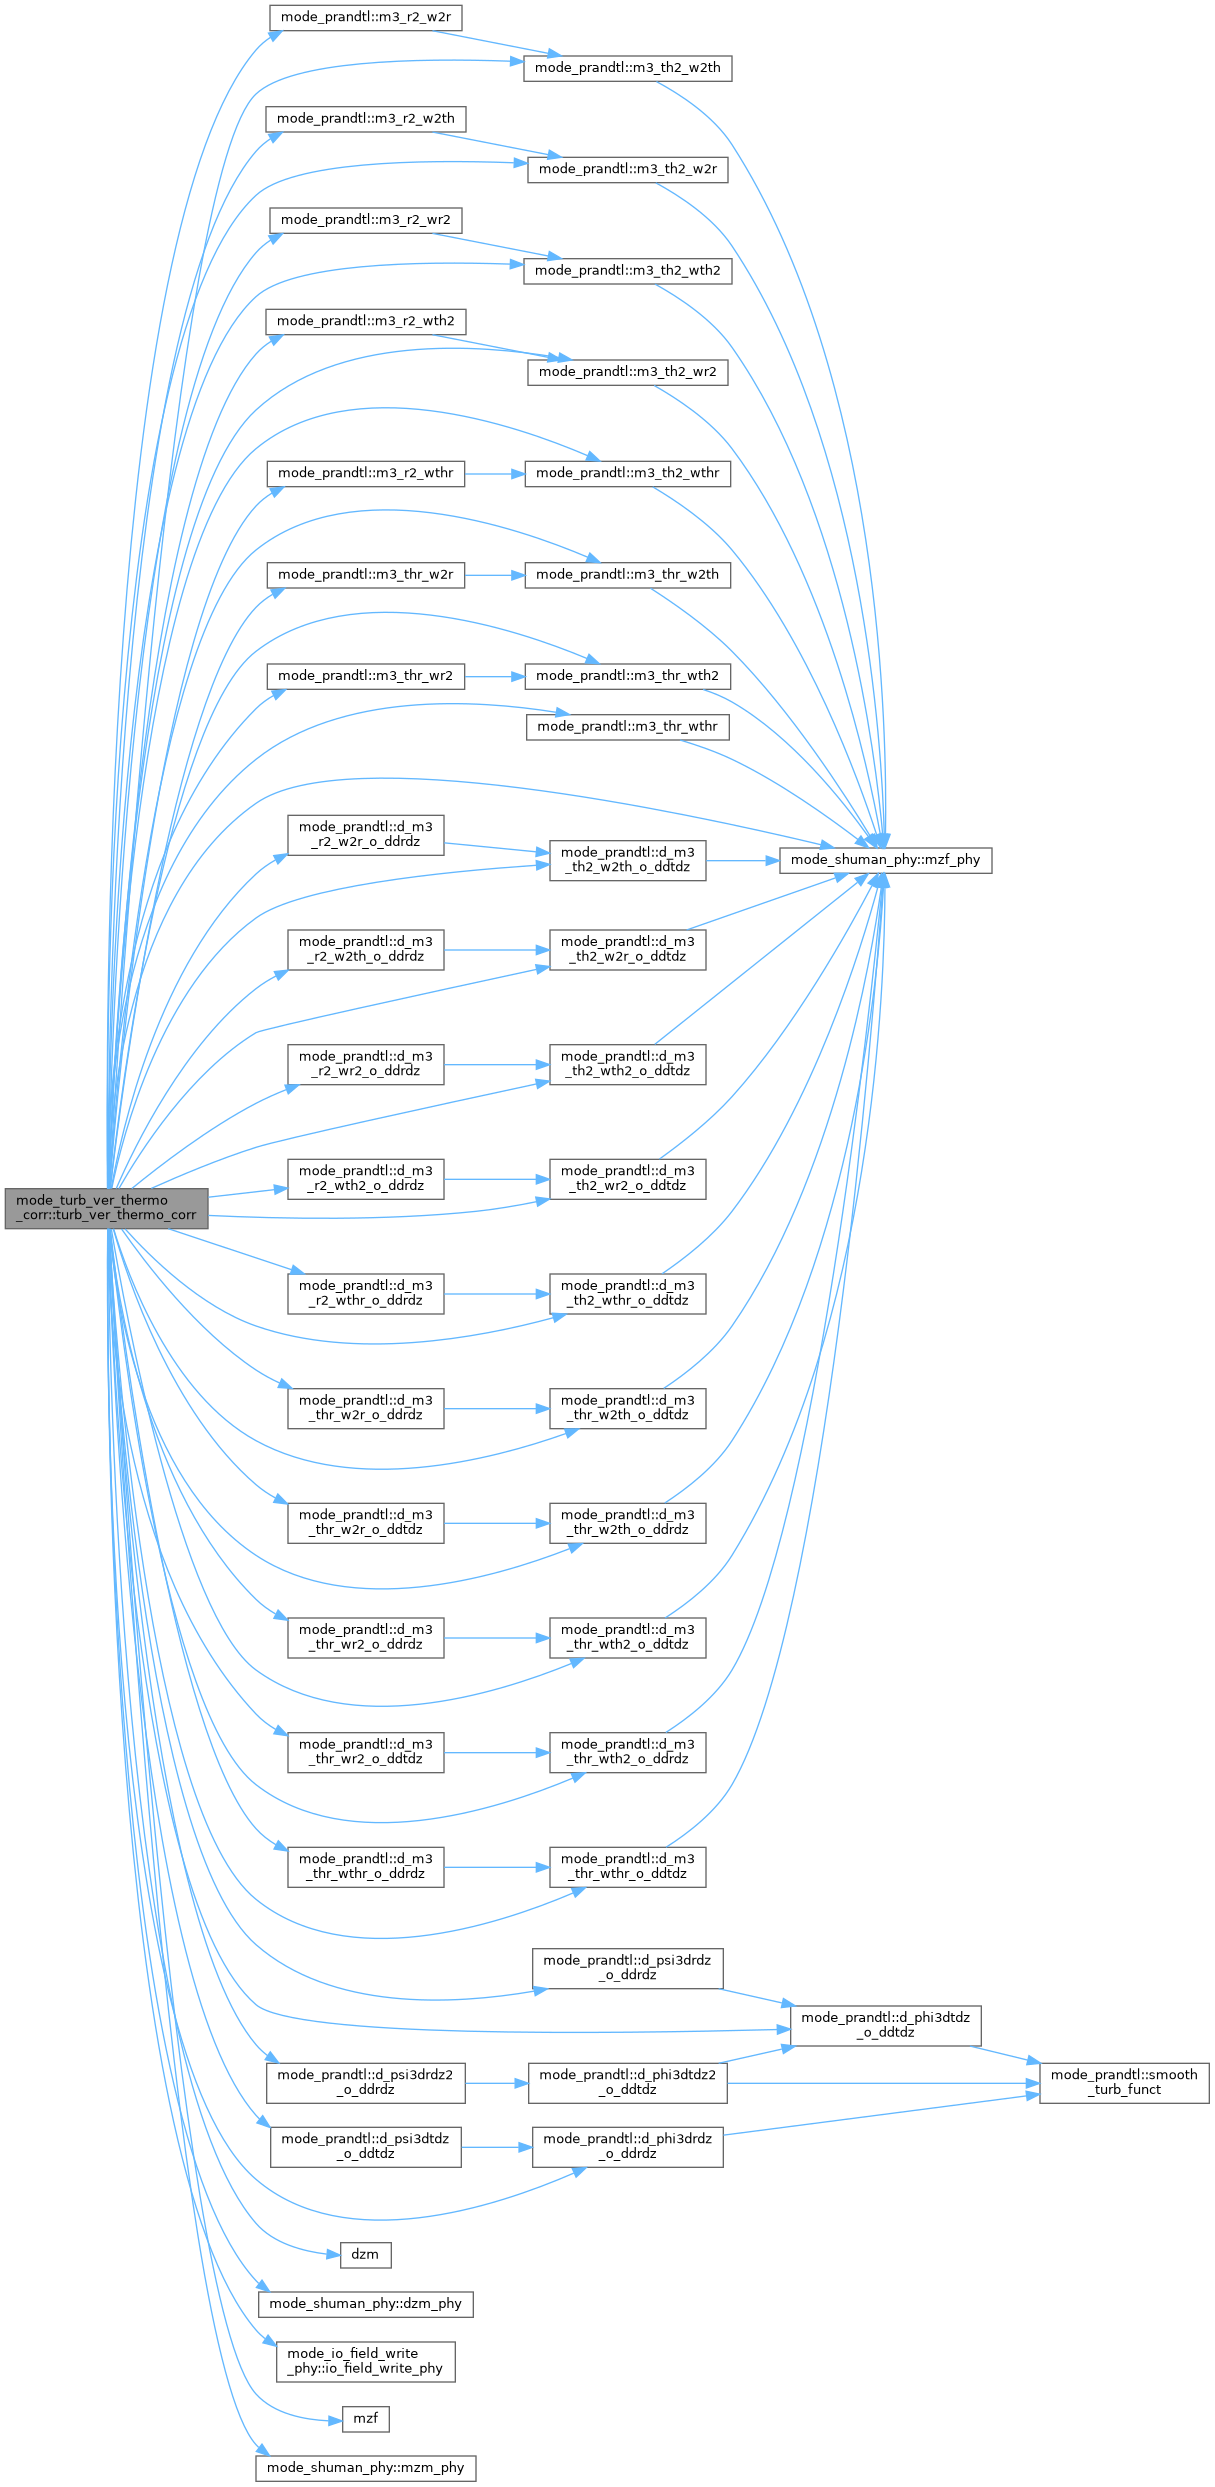 mode_prandtl::m3_r2_w2r
mode_prandtl::m3_th2_w2th
mode_prandtl::m3_r2_w2th
mode_prandtl::m3_th2_w2r
mode_prandtl::m3_r2_wr2
mode_prandtl::m3_th2_wth2
mode_prandtl::m3_r2_wth2
mode_prandtl::m3_th2_wr2
mode_prandtl::m3_r2_wthr
mode_prandtl::m3_th2_wthr
mode_prandtl::m3_thr_w2r
mode_prandtl::m3_thr_w2th
mode_prandtl::m3_thr_wr2
mode_prandtl::m3_thr_wth2
mode_prandtl::m3_thr_wthr
mode_prandtl::d_m3
_r2_w2r_o_ddrdz
mode_prandtl::d_m3
_th2_w2th_o_ddtdz
mode_shuman_phy::mzf_phy
mode_prandtl::d_m3
_r2_w2th_o_ddrdz
mode_prandtl::d_m3
_th2_w2r_o_ddtdz
mode_prandtl::d_m3
_r2_wr2_o_ddrdz
mode_prandtl::d_m3
_th2_wth2_o_ddtdz
mode_turb_ver_thermo
_corr::turb_ver_thermo_corr
mode_prandtl::d_m3
_r2_wth2_o_ddrdz
mode_prandtl::d_m3
_th2_wr2_o_ddtdz
mode_prandtl::d_m3
_r2_wthr_o_ddrdz
mode_prandtl::d_m3
_th2_wthr_o_ddtdz
mode_prandtl::d_m3
_thr_w2r_o_ddrdz
mode_prandtl::d_m3
_thr_w2th_o_ddtdz
mode_prandtl::d_m3
_thr_w2r_o_ddtdz
mode_prandtl::d_m3
_thr_w2th_o_ddrdz
mode_prandtl::d_m3
_thr_wr2_o_ddrdz
mode_prandtl::d_m3
_thr_wth2_o_ddtdz
mode_prandtl::d_m3
_thr_wr2_o_ddtdz
mode_prandtl::d_m3
_thr_wth2_o_ddrdz
mode_prandtl::d_m3
_thr_wthr_o_ddrdz
mode_prandtl::d_m3
_thr_wthr_o_ddtdz
mode_prandtl::d_psi3drdz
_o_ddrdz
mode_prandtl::d_phi3dtdz
_o_ddtdz
mode_prandtl::d_psi3drdz2
_o_ddrdz
mode_prandtl::d_phi3dtdz2
_o_ddtdz
mode_prandtl::smooth
_turb_funct
mode_prandtl::d_psi3dtdz
_o_ddtdz
mode_prandtl::d_phi3drdz
_o_ddrdz
dzm
mode_shuman_phy::dzm_phy
mode_io_field_write
_phy::io_field_write_phy
mzf
mode_shuman_phy::mzm_phy